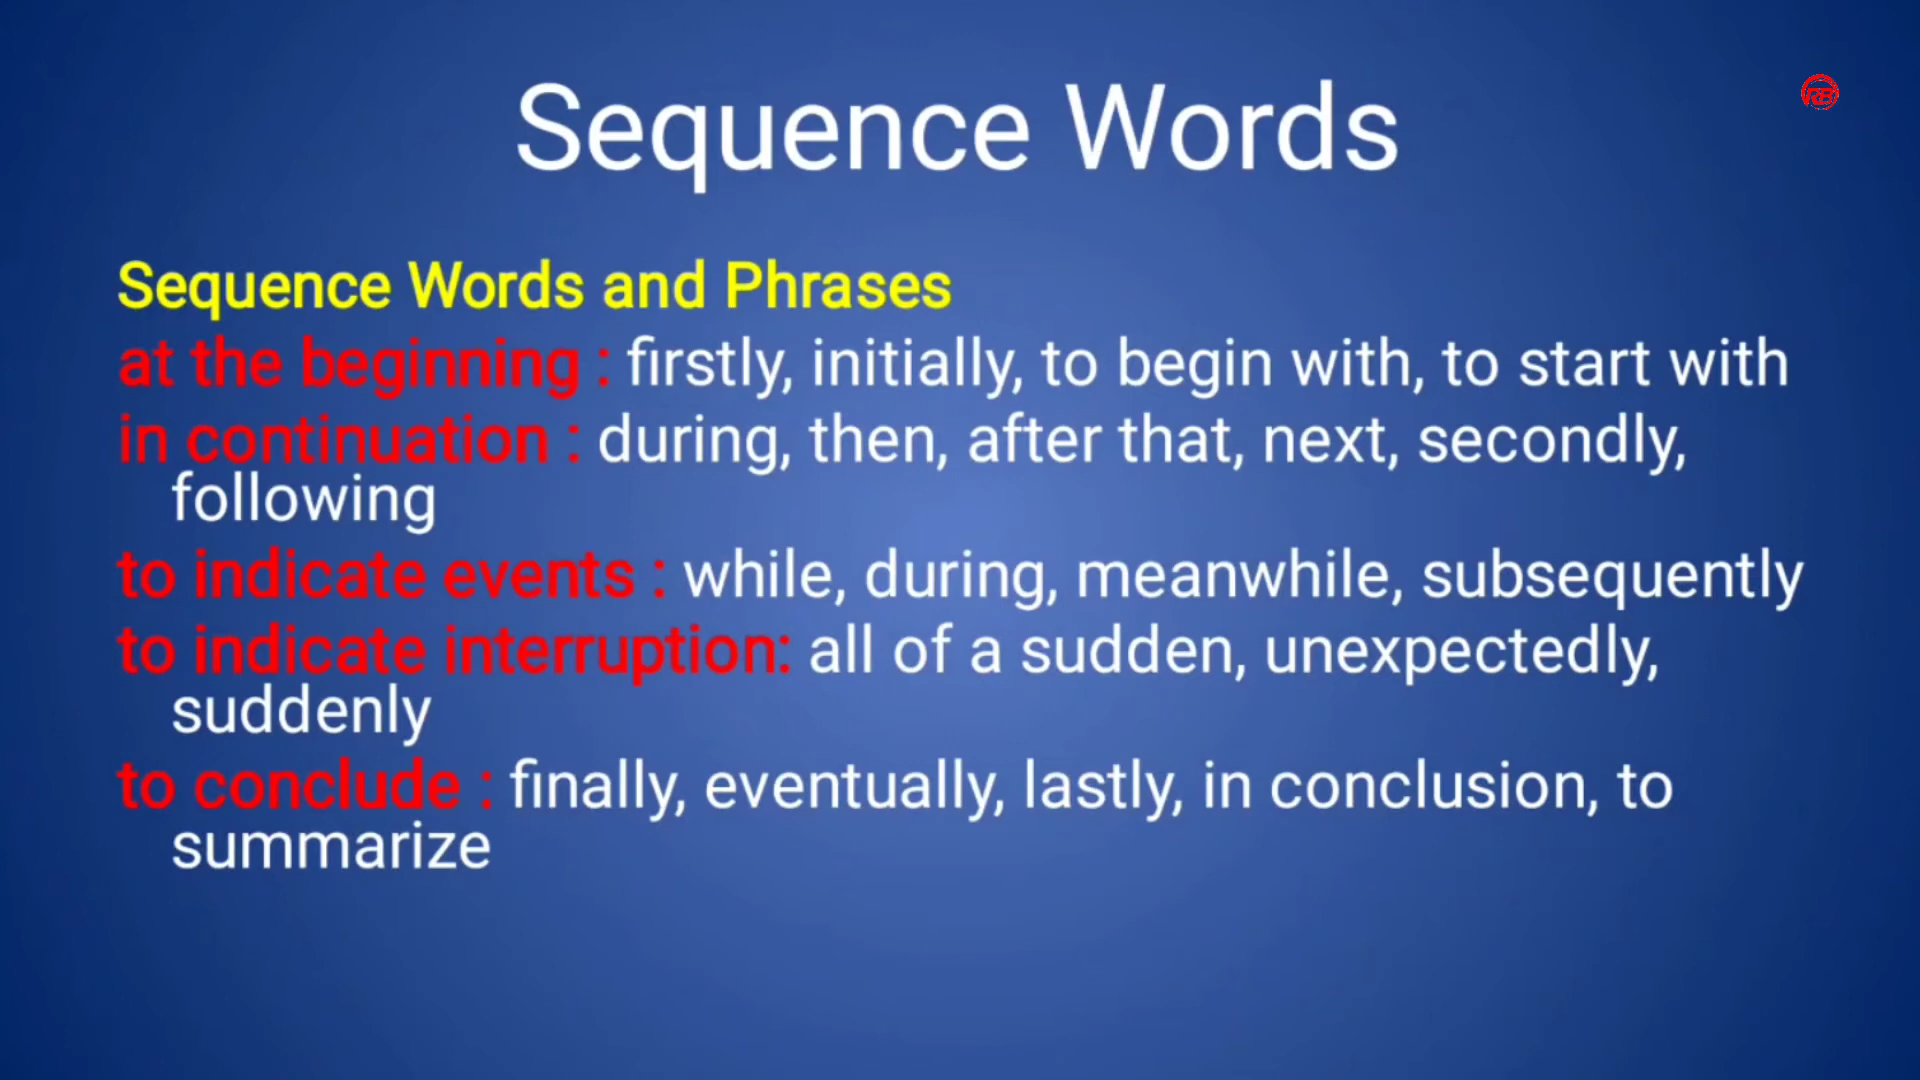 Sequence Words
Sequence Words and Phrases
at the beginning : firstly, initially, to begin with, to start with
in continuation : during, then, after that, next, secondly,
following
to indicate events : while, during, meanwhile, subsequently
to indicate interruption: all of a sudden, unexpectedly,
suddenly
to conclude : finally, eventually, lastly, in conclusion, to
summarize